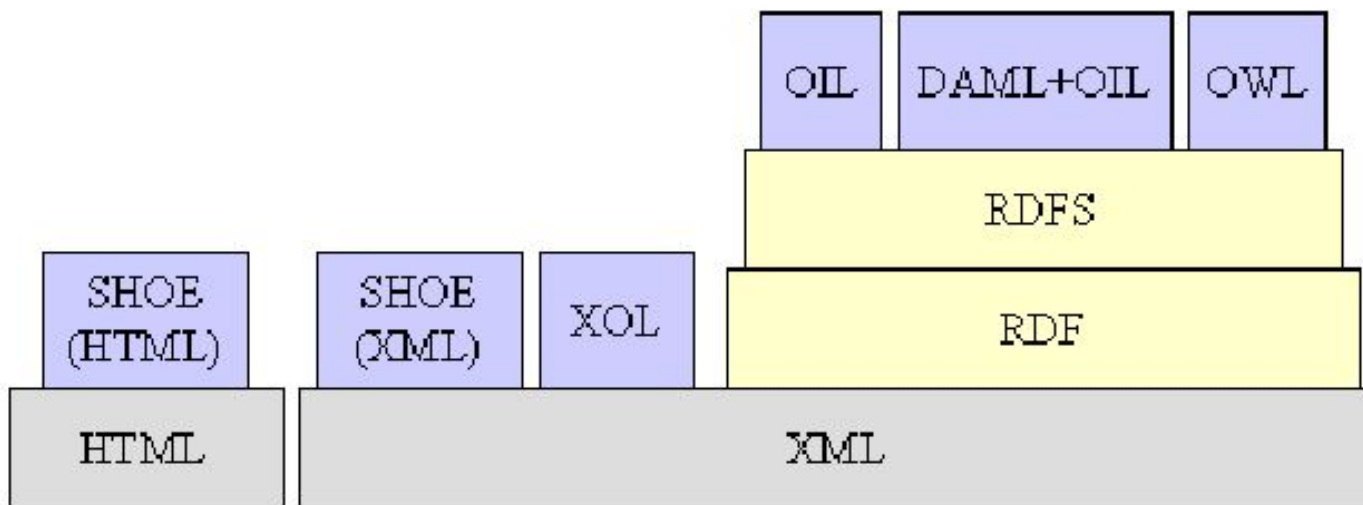 OIL
DAML+OIL
OWL
RDFS
SHOE
(HTML)
SHOE
(XML)
XOL
RDF
HTML
XML